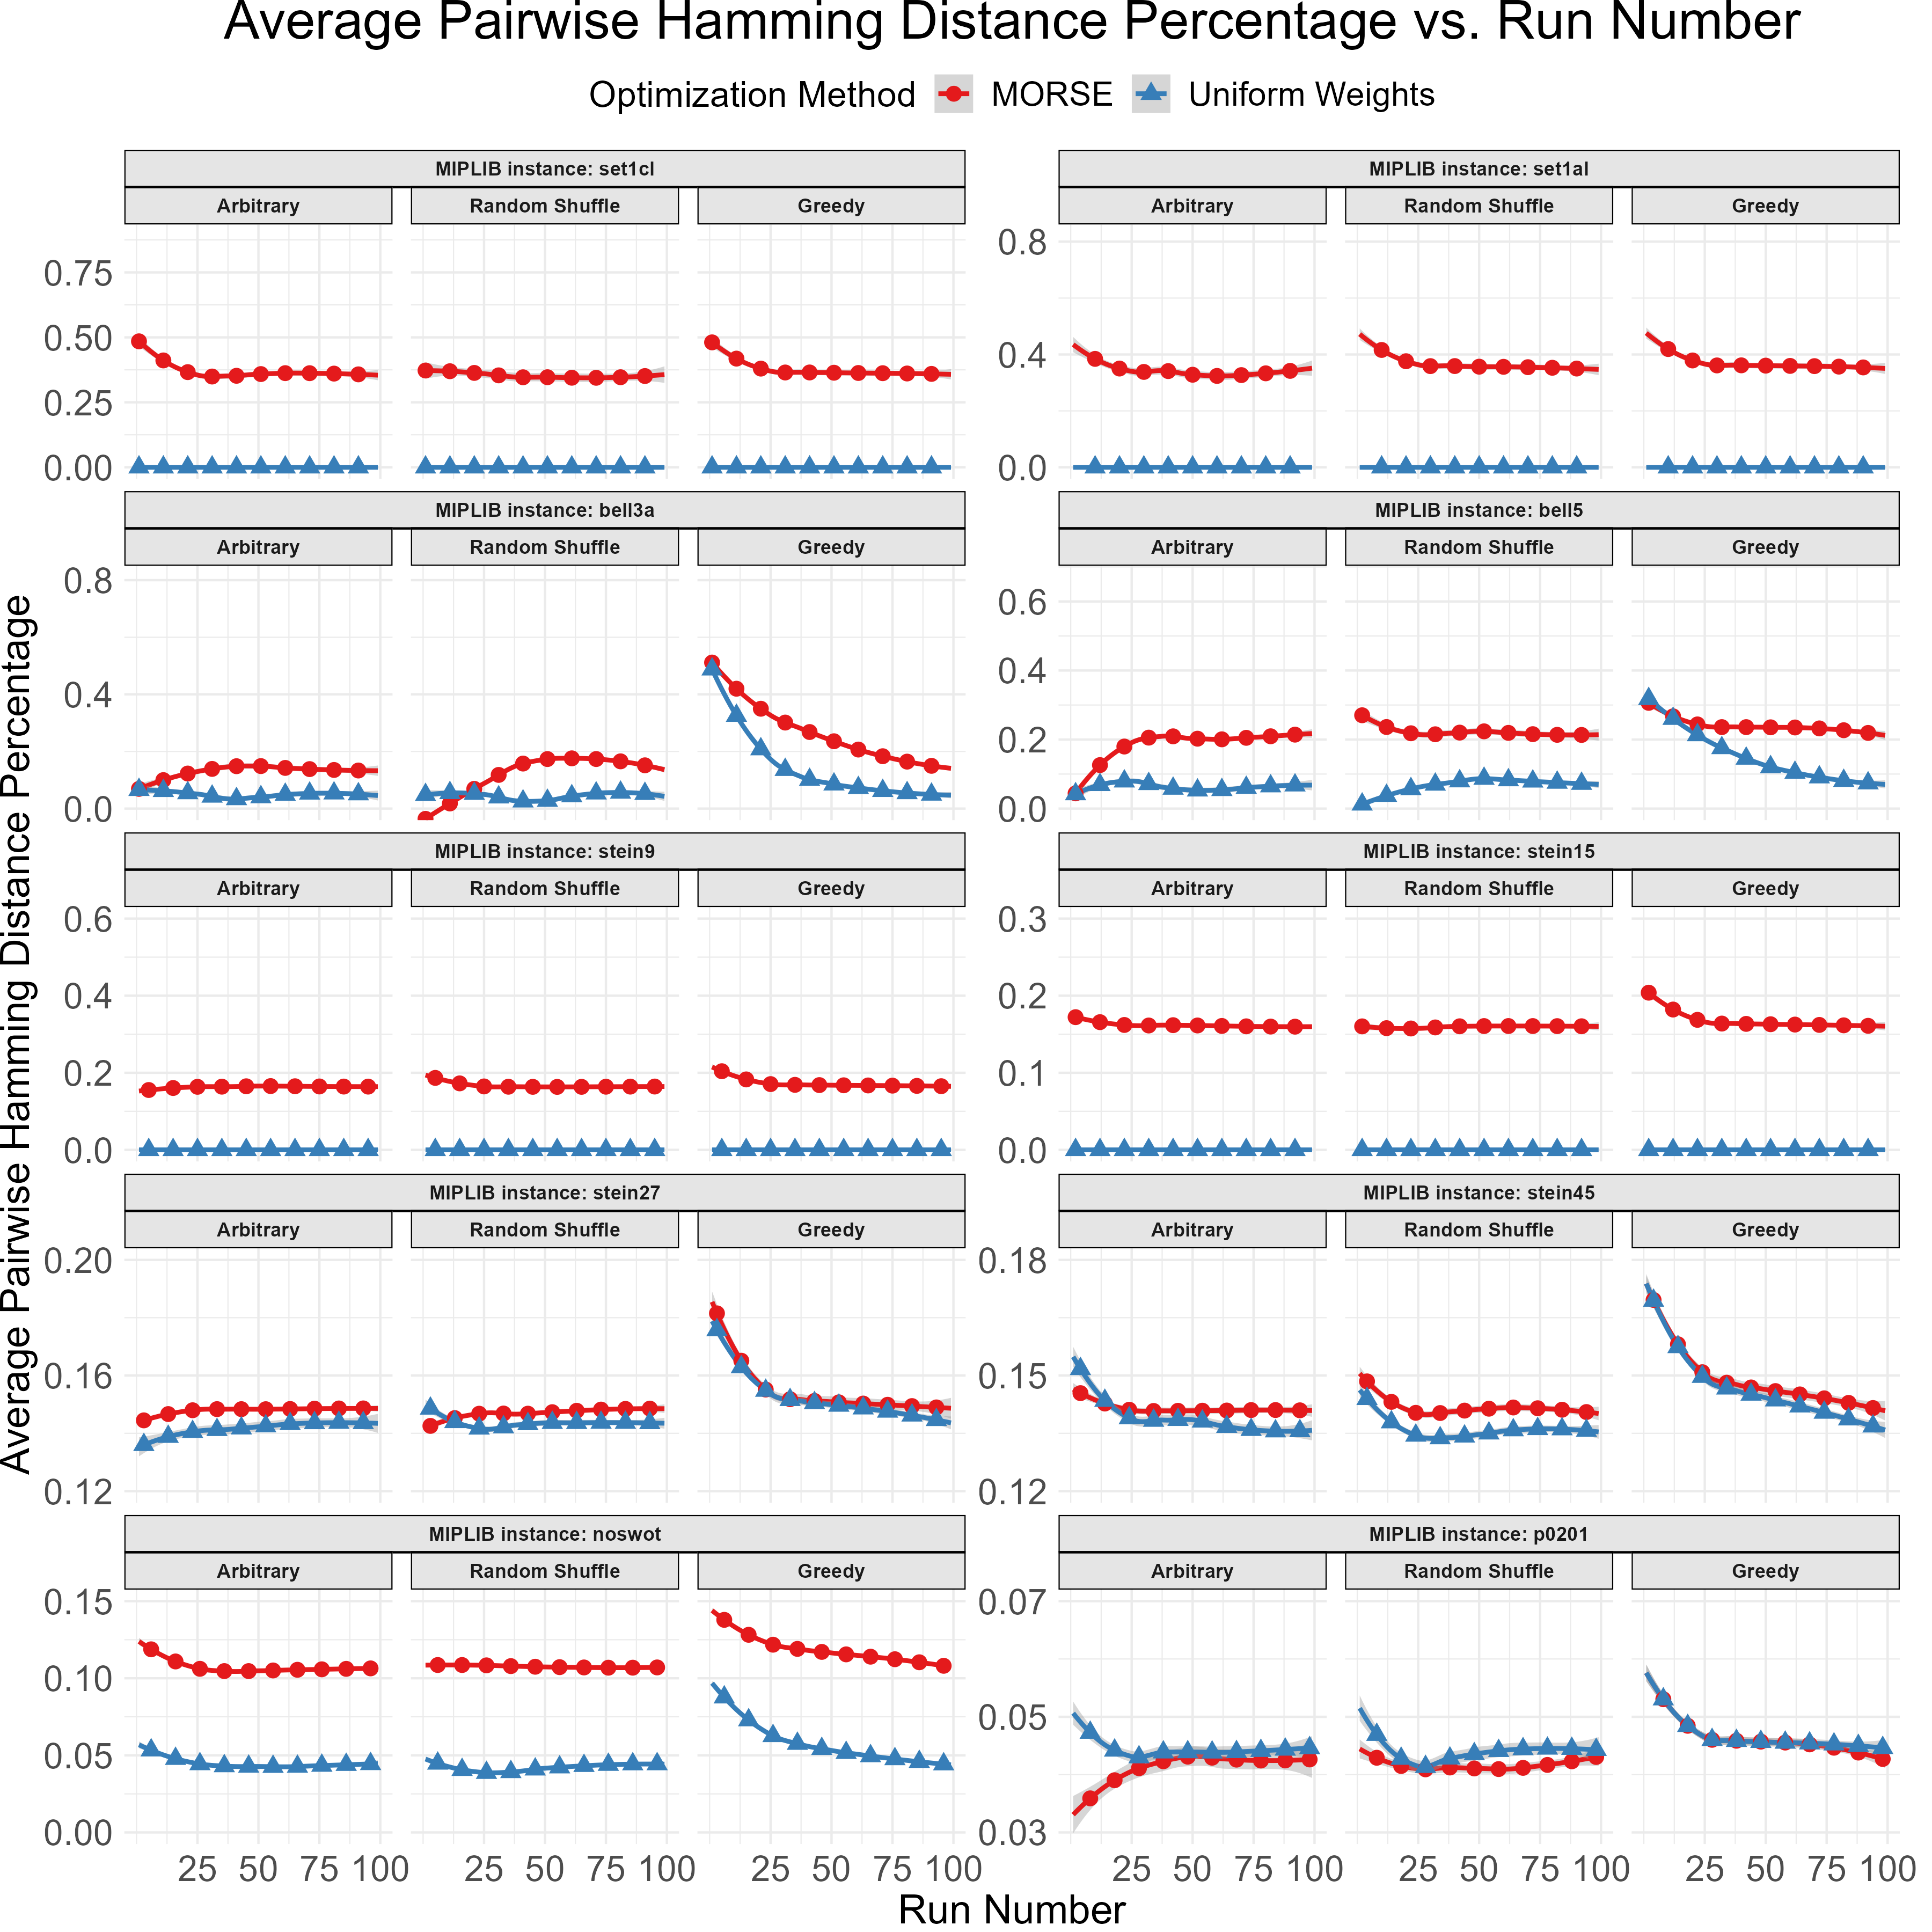 Average Pairwise Hamming Distance Percentage vs. Run Number
Optimization Method MORSE Uniform Weights
Average Pairwise Hamming Distance Percentage
MIPLIB instance: set1cl
Arbitrary Random Shuffle Greedy
0.75
0.50
0.25
0.00
MIPLIB instance: set1al
Arbitrary Random Shuffle Greedy
0.8
0.4
0.0
MIPLIB instance: bell3a
Arbitrary Random Shuffle Greedy
0.8
0.4
0.0
MIPLIB instance: bell5
Arbitrary Random Shuffle Greedy
0.6
0.4
0.2
0.0
MIPLIB instance: stein9
Arbitrary Random Shuffle Greedy
0.6
0.4
0.2
0.0
MIPLIB instance: stein15
Arbitrary Random Shuffle Greedy
0.3
0.2
0.1
0.0
MIPLIB instance: stein27
Arbitrary Random Shuffle Greedy
0.20
0.16
0.12
MIPLIB instance: stein45
Arbitrary Random Shuffle Greedy
0.18
0.15
0.12
MIPLIB instance: noswot
Arbitrary Random Shuffle Greedy
0.15
0.10
0.05
0.00
25 50 75 100 25 50 75 100 25 50 75 100
MIPLIB instance: p0201
Arbitrary Random Shuffle Greedy
0.07
0.05
0.03
25 50 75 100 25 50 75 100 25 50 75 100
Run Number